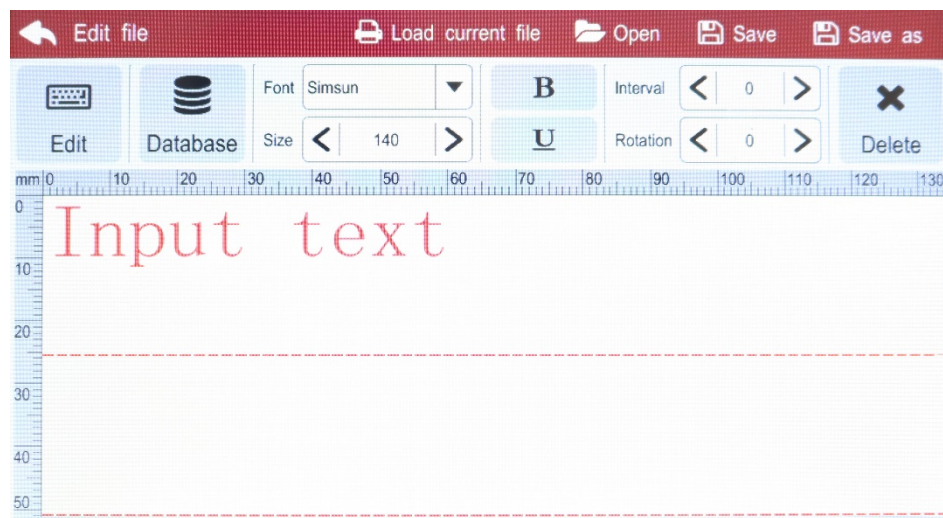 Edit file Load current file Open Save Save as
Font Simsun B Interval 0
Edit Database Size 140 U Rotation 0 Delete
mm 0 10 20 30 40 50 60 70 80 90 100 110 120 130
0
Input text
10
20
30
40
50